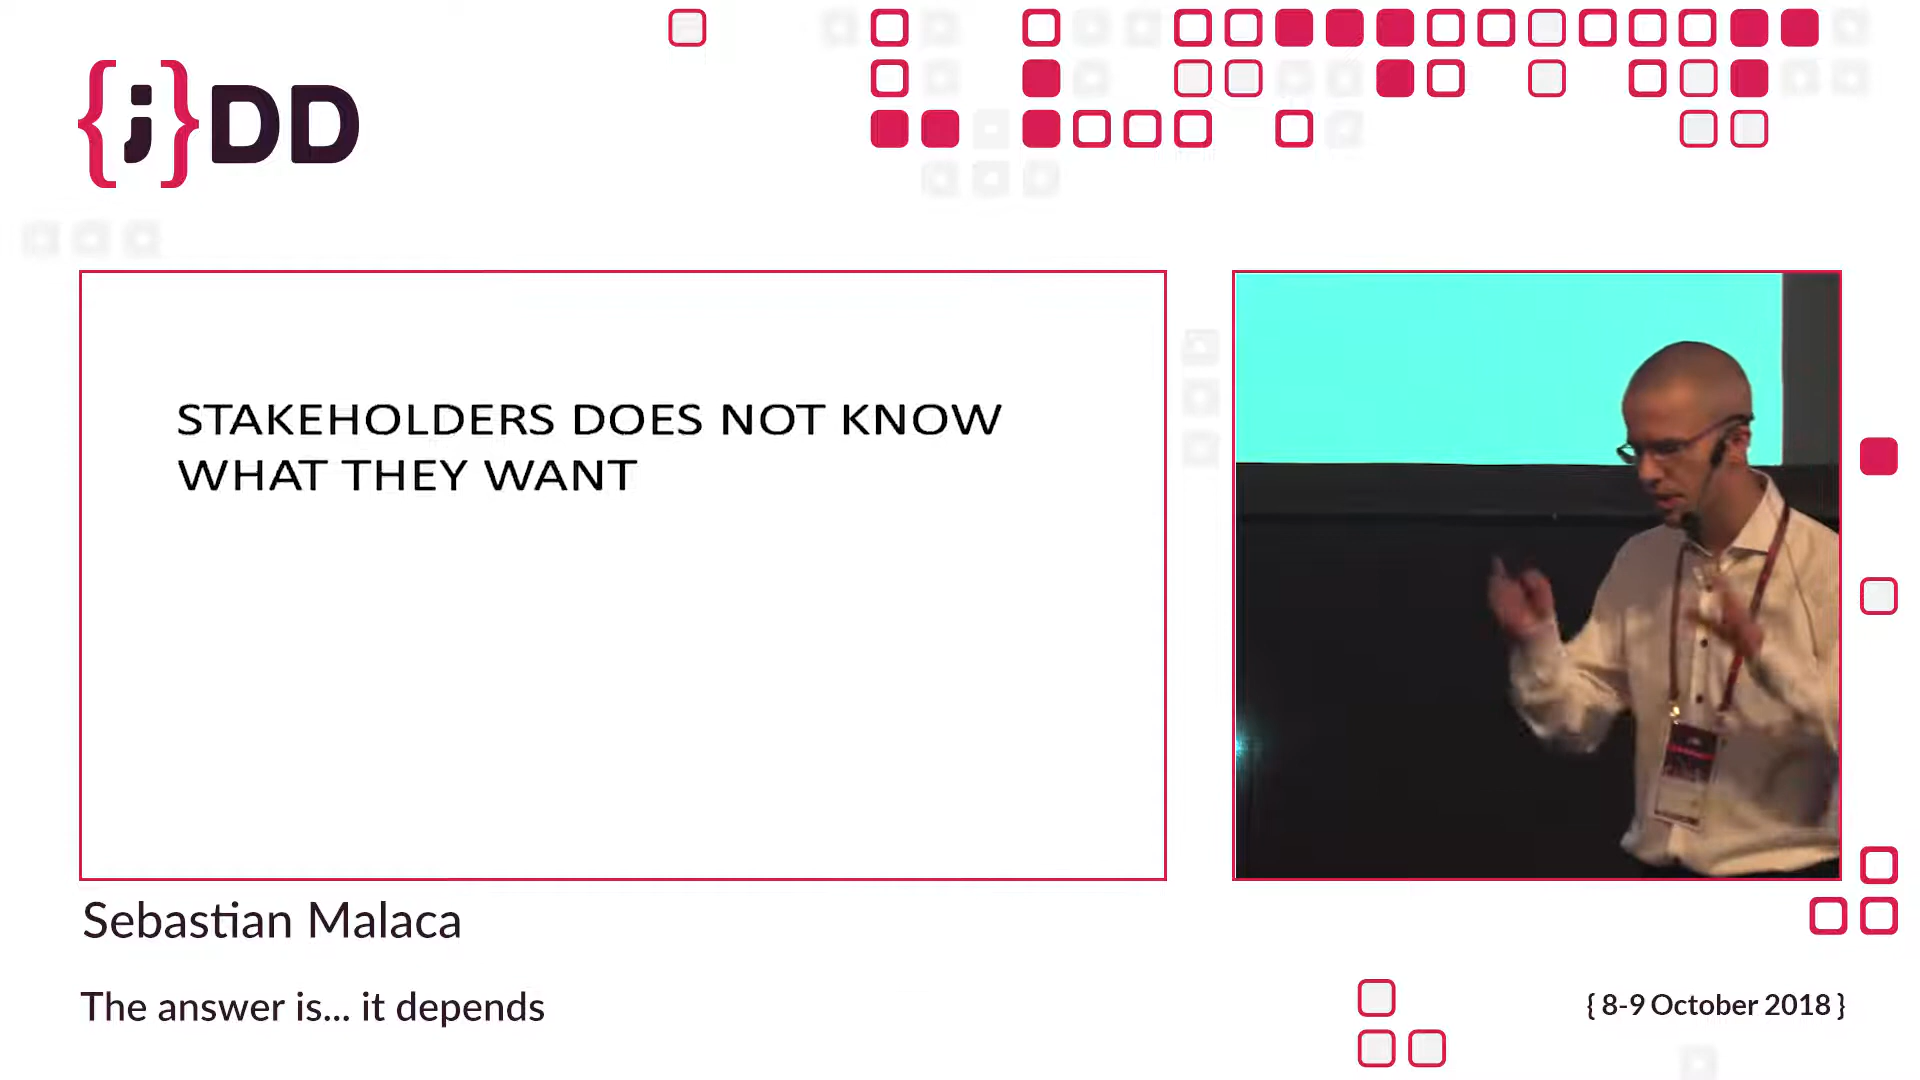 {j}DD
STAKEHOLDERS DOES NOT KNOW
WHAT THEY WANT
Sebastian Malaca
The answer is... it depends
{ 8-9 October 2018 }